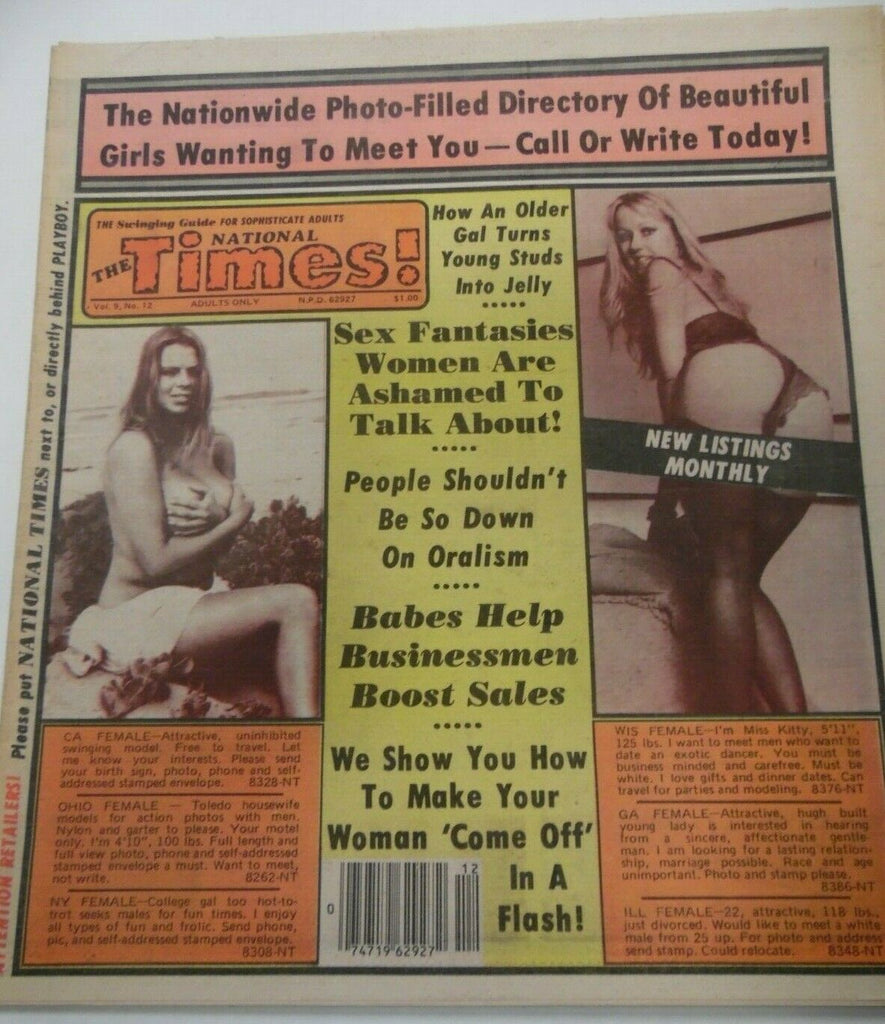 The Nationwide Photo-Filled Directory Of Beautiful
Girls Wanting To Meet You — Call Or Write Today!
THE Swinging Guide FOR SOPHISTICATE ADULTS
THE NATIONAL
Times!
Vol. 9, No. 12 ADULTS ONLY N.P.D. 62927 $1.00
How An Older
Gal Turns
Young Studs
Into Jelly
Sex Fantasies
Women Are
Ashamed To
Talk About!
People Shouldn't
Be So Down
On Oralism
Babes Help
Businessmen
Boost Sales
We Show You How
To Make Your
Woman 'Come Off'
In A
Flash!
12
0
74719 62927
NEW LISTINGS
MONTHLY
CA FEMALE—Attractive, uninhibited
swinging model. Free to travel. Let
me know your interests. Please send
your birth sign, photo, phone and self-
addressed stamped envelope. 8328-NT
OHIO FEMALE — Toledo housewife
models for action photos with men.
Nylon and garter to please. Your motel
only. I'm 4'10", 100 lbs. Full length and
full view photo, phone and self-addressed
stamped envelope a must. Want to meet,
not write. 8262-NT
NY FEMALE—College gal too hot-to-
trot seeks males for fun times. I enjoy
all types of fun and frolic. Send phone,
pic, and self-addressed stamped envelope.
8308-NT
WIS FEMALE—I'm Miss Kitty, 5'11",
125 lbs. I want to meet men who want to
date an exotic dancer. You must be
business minded and carefree. Must be
white. I love gifts and dinner dates. Can
travel for parties and modeling. 8376-NT
GA FEMALE—Attractive, hugh built
young lady is interested in hearing
from a sincere, affectionate gentle-
man. I am looking for a lasting relation-
ship, marriage possible. Race and age
unimportant. Photo and stamp please.
8386-NT
ILL FEMALE—22, attractive, 118 lbs.,
just divorced. Would like to meet a white
male from 25 up. For photo and address
send stamp. Could relocate. 8348-NT
ATTENTION RETAILERS! Please put NATIONAL TIMES next to, or directly behind PLAYBOY.